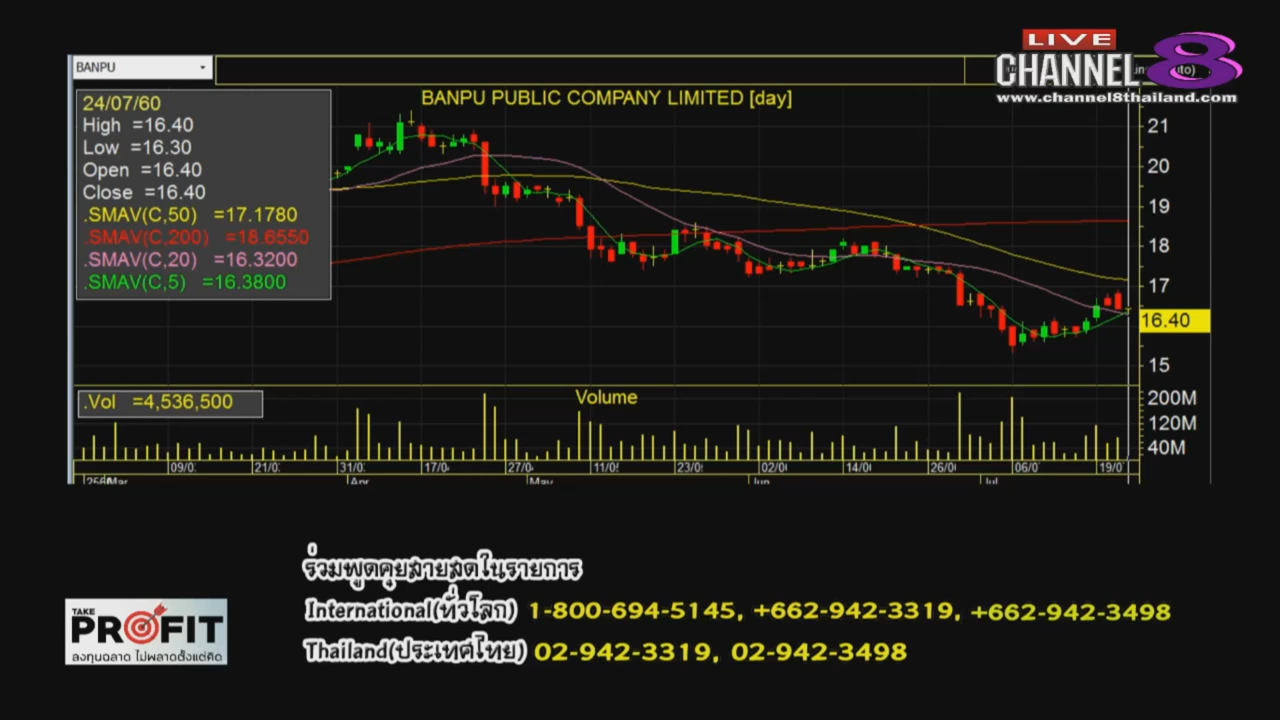 LIVE
CHANNEL 8
www.channel8thailand.com
BANPU
BANPU PUBLIC COMPANY LIMITED [day]
24/07/60
High =16.40
Low =16.30
Open =16.40
Close =16.40
.SMAV(C,50) =17.1780
.SMAV(C,200) =18.6550
.SMAV(C,20) =16.3200
.SMAV(C,5) =16.3800
21
20
19
18
17
16.40
15
.Vol =4,536,500
Volume
200M
120M
40M
09/0 21/0 31/0 17/0 27/0 11/0 23/0 02/0 14/0 26/0 06/0 19/0
Mar Apr May Jun Jul
ร่วมพูดคุยสายสดในรายการ
International(ทั่วโลก) 1-800-694-5145, +662-942-3319, +662-942-3498
Thailand(ประเทศไทย) 02-942-3319, 02-942-3498
TAKE
PROFIT
ลงทุนฉลาด ไม่พลาดตั้งแต่คิด